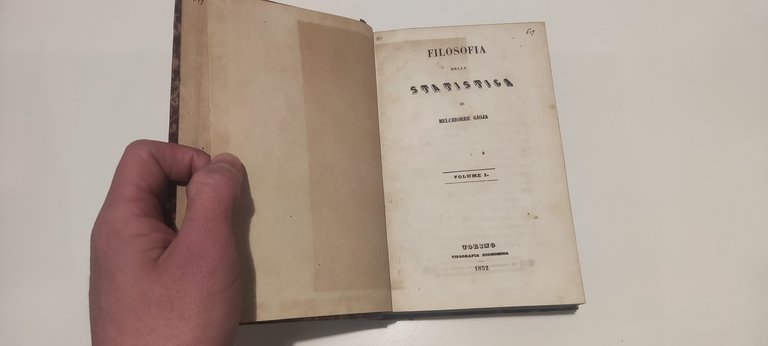 FILOSOFIA
DELLA
STATISTICA
DI
MELCHIORRE GIOJA
VOLUME I.
TORINO
TIPOGRAFIA ECONOMICA
1852